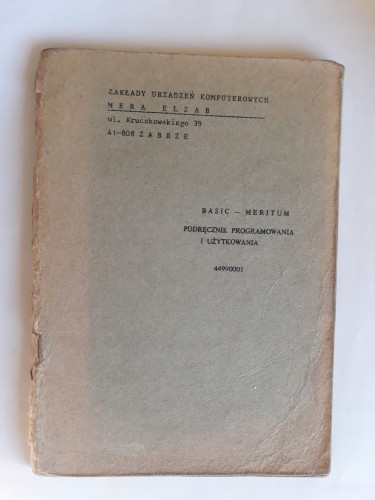 ZAKŁADY URZĄDZEŃ KOMPUTEROWYCH
MERA ELZAB
ul. Kruczkowskiego 39
41-808 ZABRZE
BASIC — MERITUM
PODRĘCZNIK PROGRAMOWANIA
I UŻYTKOWANIA
44990001